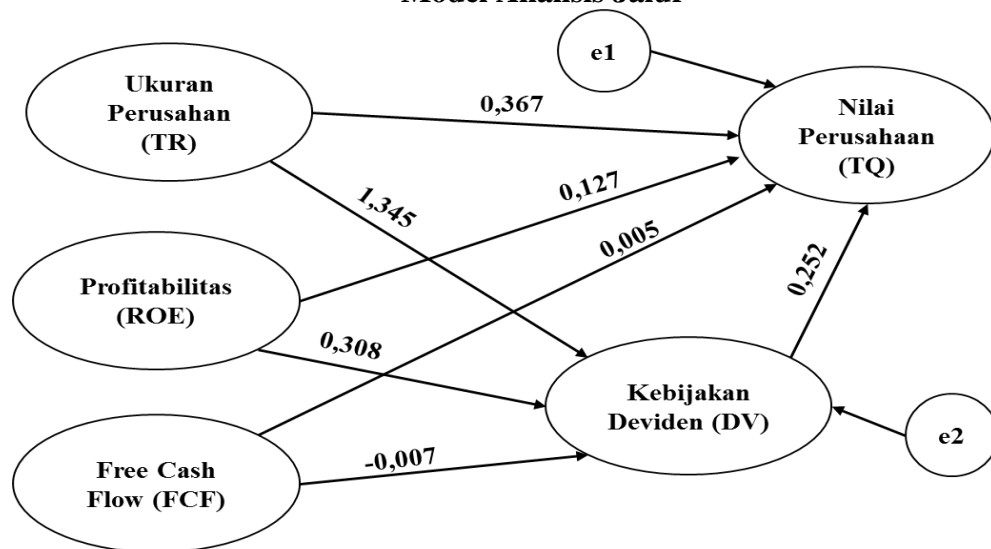 Model Analisis Jalur
e1
Ukuran
Perusahan
(TR)
0,367
Nilai
Perusahaan
(TQ)
1,345
0,127
0,005
Profitabilitas
(ROE)
0,252
0,308
Kebijakan
Deviden (DV)
e2
Free Cash
Flow (FCF)
-0,007